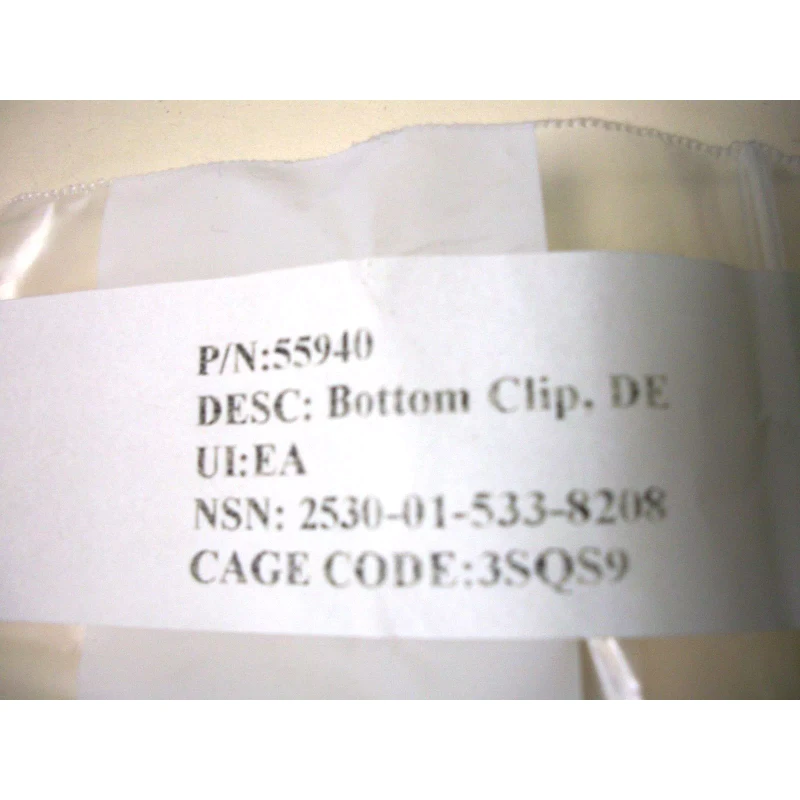 P/N:55940
DESC: Bottom Clip, DE
UI:EA
NSN: 2530-01-533-8208
CAGE CODE:3SQS9